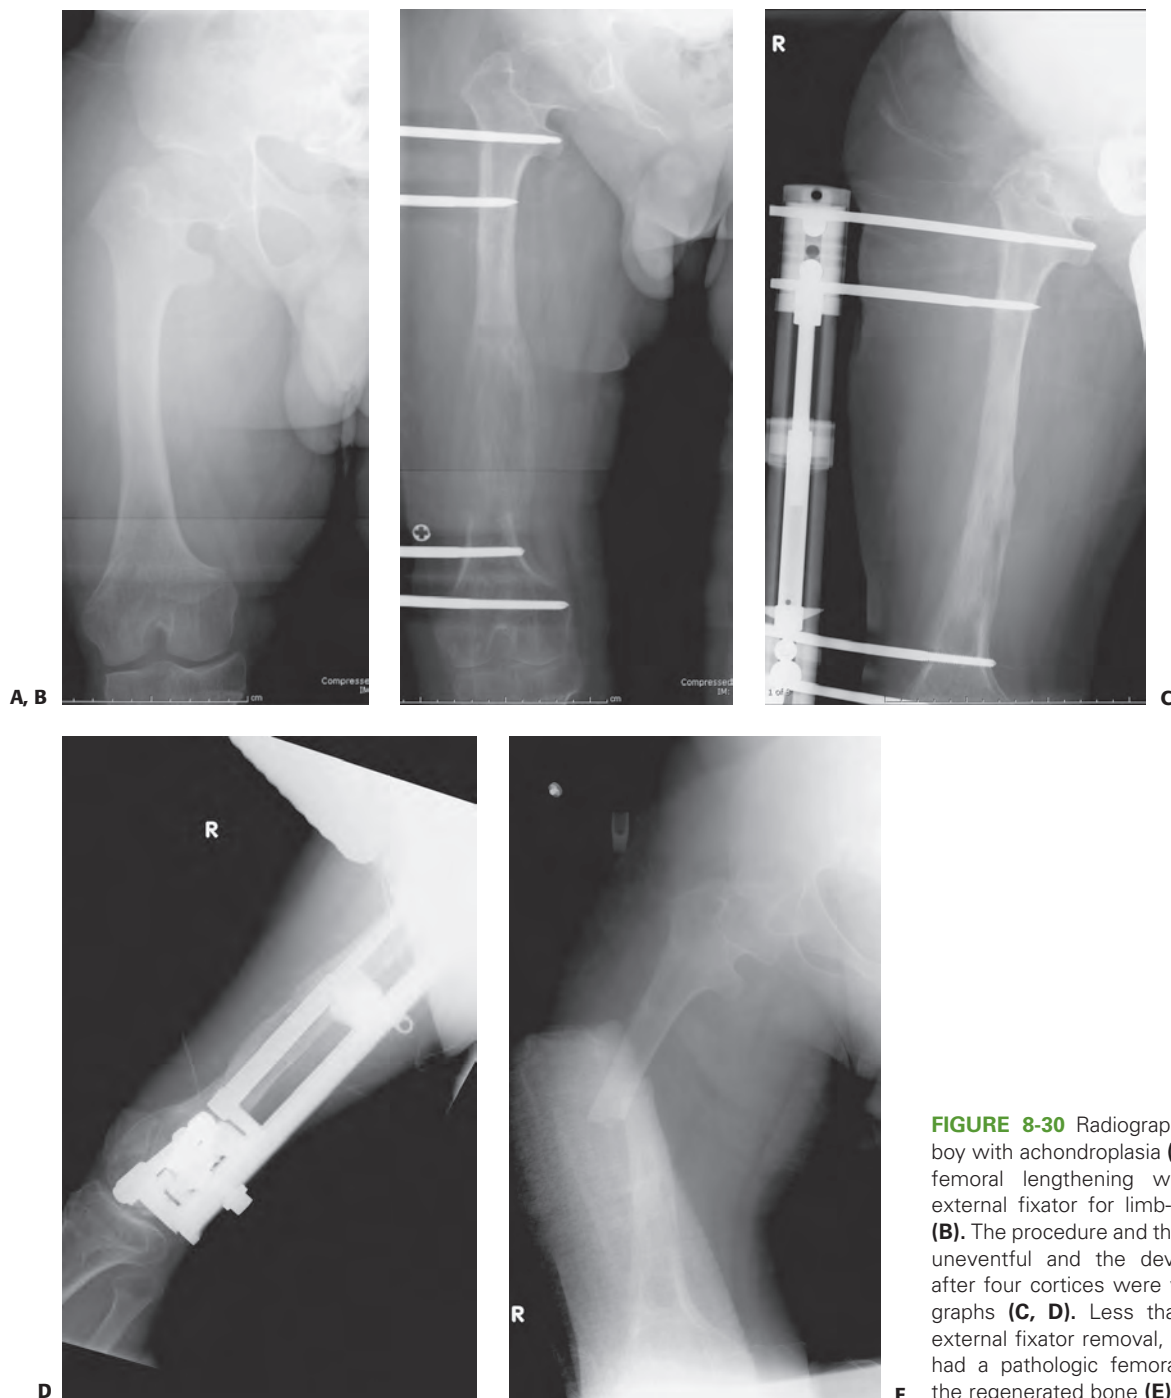 A, B
Compresse
IM
cm
Compressed
IM:
cm
R
1 of
C
R
D
R
R
E
FIGURE 8-30 Radiograp
boy with achondroplasia (
femoral lengthening w
external fixator for limb-
(B). The procedure and th
uneventful and the dev
after four cortices were
graphs (C, D). Less tha
external fixator removal,
had a pathologic femora
the regenerated bone (E)